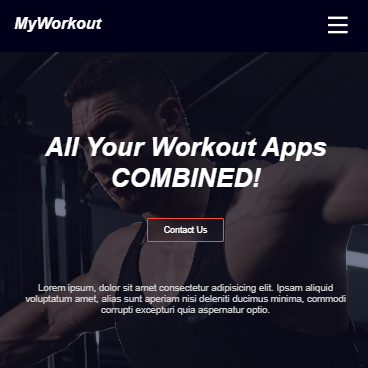 MyWorkout
All Your Workout Apps
COMBINED!
Contact Us
Lorem ipsum, dolor sit amet consectetur adipisicing elit. Ipsam aliquid
voluptatum amet, alias sunt aperiam nisi deleniti ducimus minima, commodi
corrupti excepturi quia aspernatur optio.